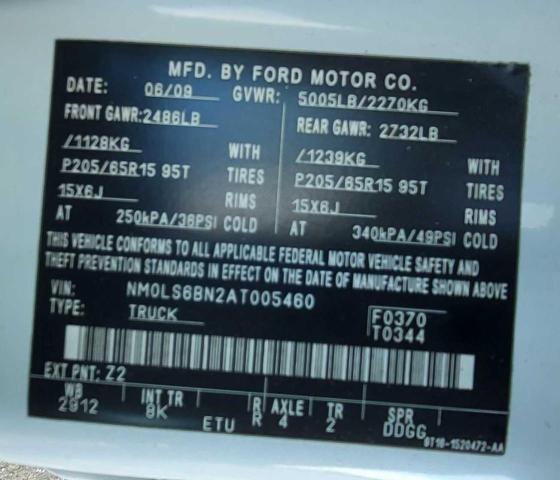 MFD. BY FORD MOTOR CO.
DATE: 06/09 GVWR: 5005LB/2270KG
FRONT GAWR: 2486LB REAR GAWR: 2732LB
/1128KG WITH /1239KG WITH
P205/65R15 95T TIRES P205/65R15 95T TIRES
15X6J RIMS 15X6J RIMS
AT 250kPA/36PSI COLD AT 340kPA/49PSI COLD
THIS VEHICLE CONFORMS TO ALL APPLICABLE FEDERAL MOTOR VEHICLE SAFETY AND
THEFT PREVENTION STANDARDS IN EFFECT ON THE DATE OF MANUFACTURE SHOWN ABOVE
VIN: NM0LS6BN2AT005460
TYPE: TRUCK F0370
T0344
EXT PNT: Z2
WB INT TR R AXLE TR SPR
2912 9K R 4 2 DDGG
ETU
9T16-1520472-AA